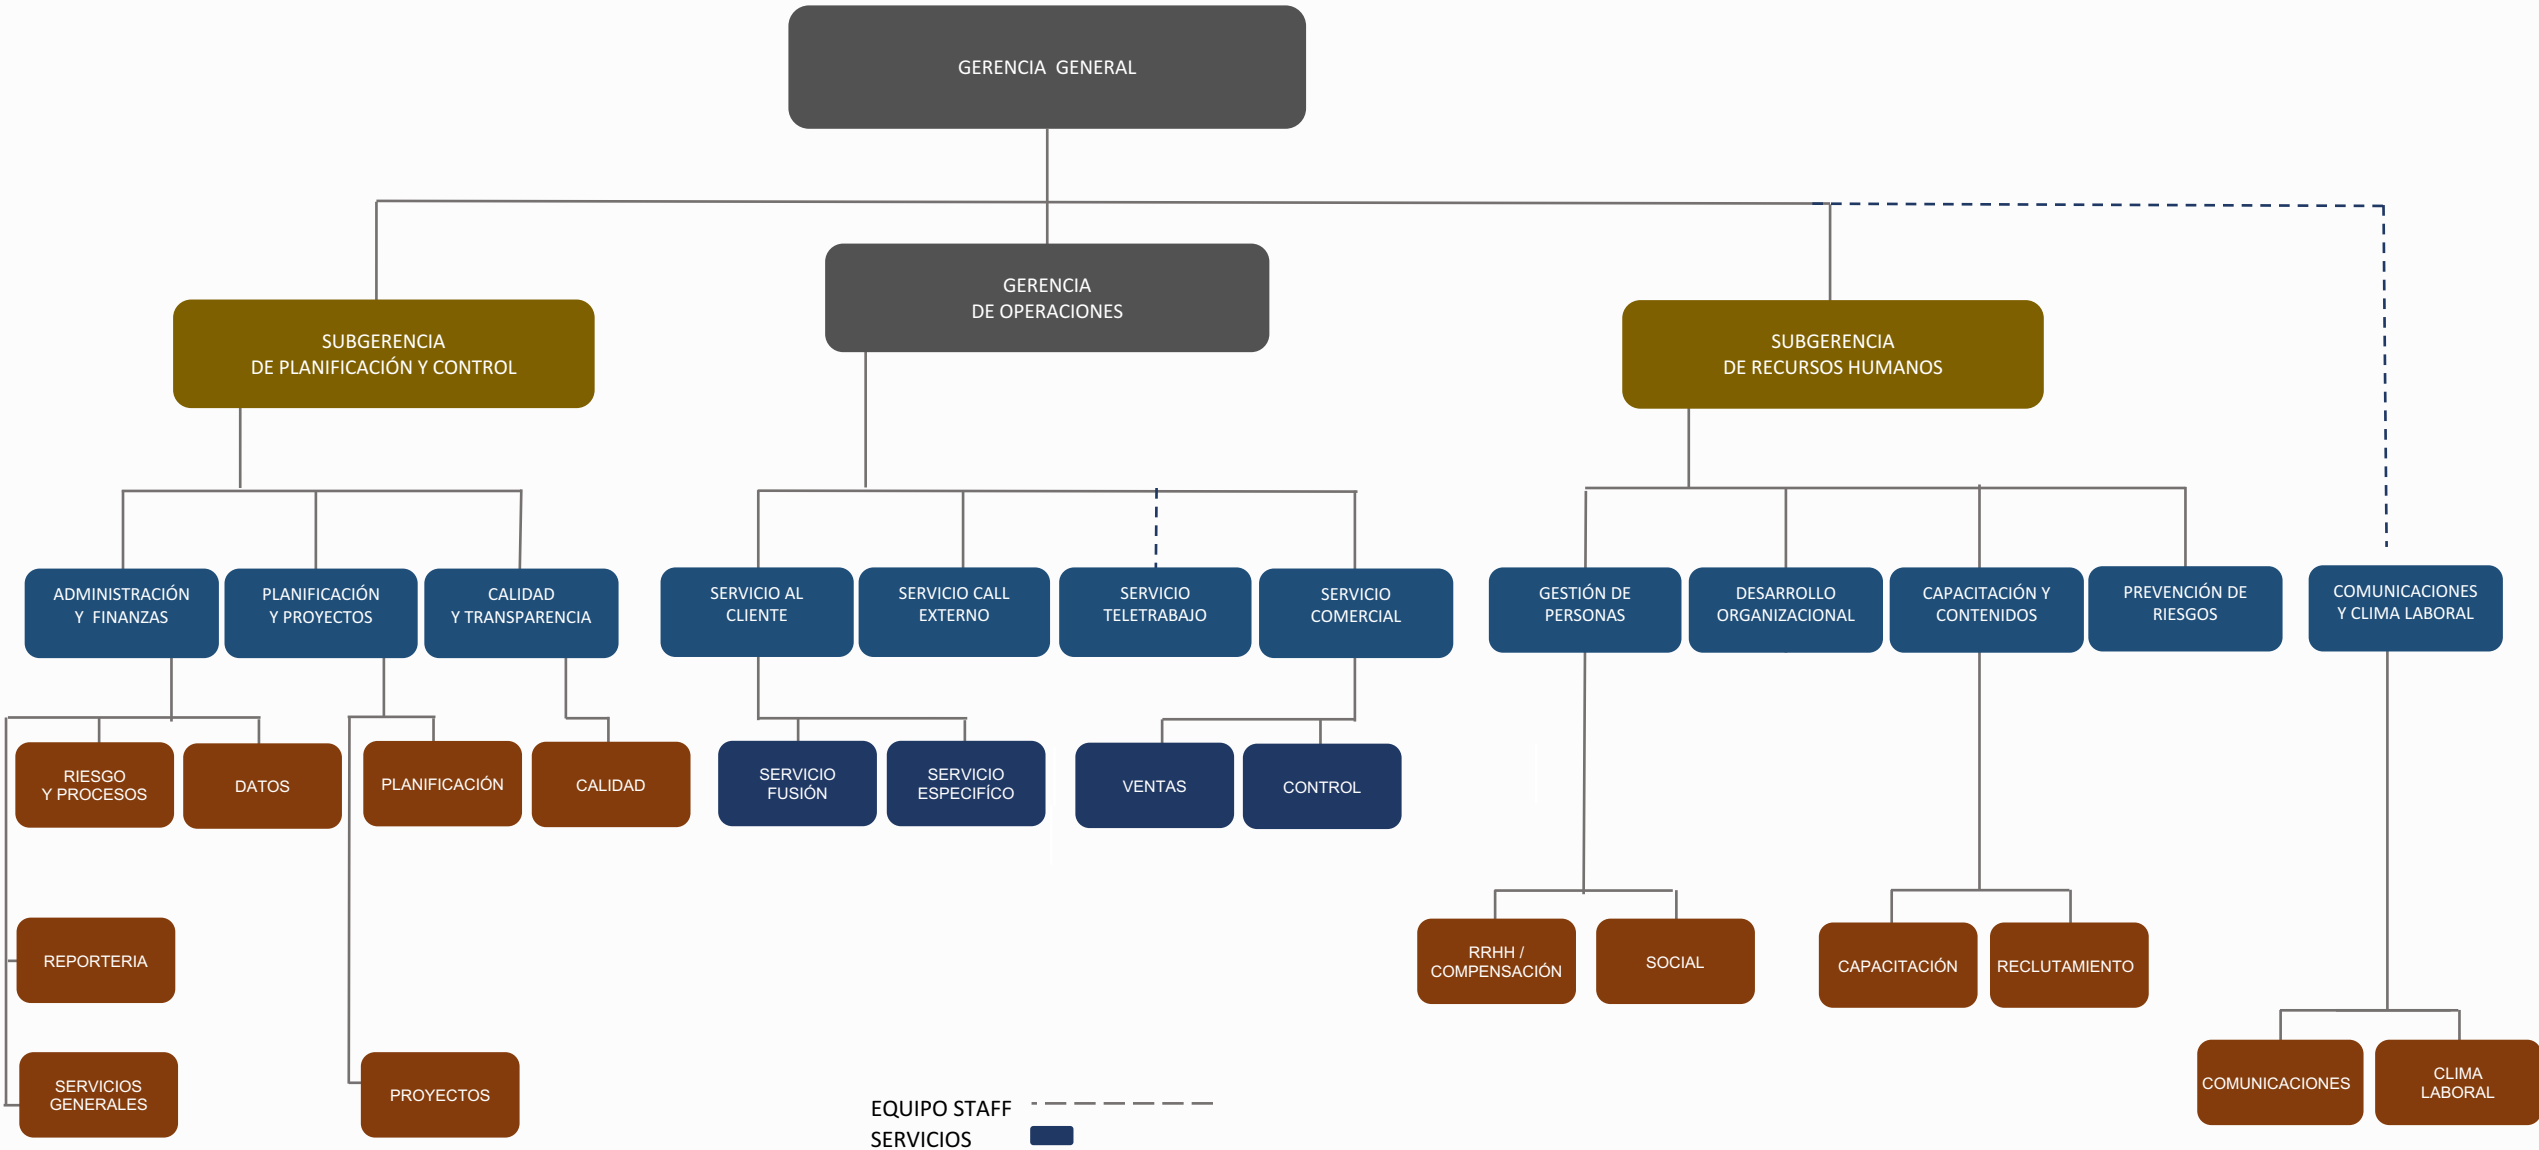 GERENCIA GENERAL
GERENCIA
DE OPERACIONES
SUBGERENCIA
DE PLANIFICACIÓN Y CONTROL
SUBGERENCIA
DE RECURSOS HUMANOS
ADMINISTRACIÓN
Y FINANZAS
PLANIFICACIÓN
Y PROYECTOS
CALIDAD
Y TRANSPARENCIA
SERVICIO AL
CLIENTE
SERVICIO CALL
EXTERNO
SERVICIO
TELETRABAJO
SERVICIO
COMERCIAL
GESTIÓN DE
PERSONAS
DESARROLLO
ORGANIZACIONAL
CAPACITACIÓN Y
CONTENIDOS
PREVENCIÓN DE
RIESGOS
COMUNICACIONES
Y CLIMA LABORAL
RIESGO
Y PROCESOS
DATOS
PLANIFICACIÓN
CALIDAD
SERVICIO
FUSIÓN
SERVICIO
ESPECIFÍCO
VENTAS
CONTROL
REPORTERIA
RRHH /
COMPENSACIÓN
SOCIAL
CAPACITACIÓN
RECLUTAMIENTO
SERVICIOS
GENERALES
PROYECTOS
COMUNICACIONES
CLIMA
LABORAL
EQUIPO STAFF
SERVICIOS